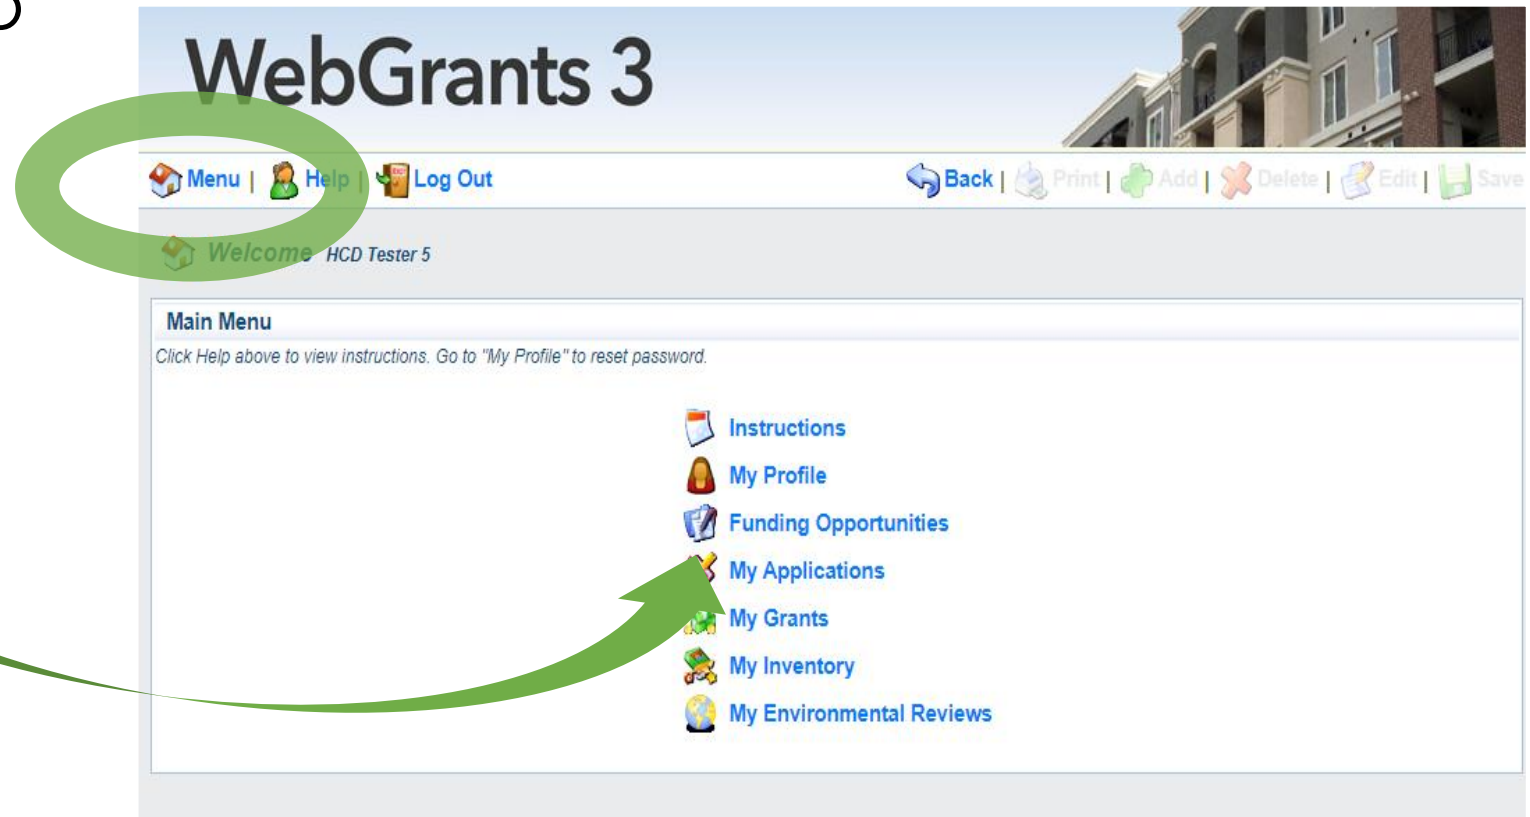 WebGrants 3
Menu | Help | Log Out Back | Print | Add | Delete | Edit | Save
Welcome HCD Tester 5
Main Menu
Click Help above to view instructions. Go to "My Profile" to reset password.
Instructions
My Profile
Funding Opportunities
My Applications
My Grants
My Inventory
My Environmental Reviews